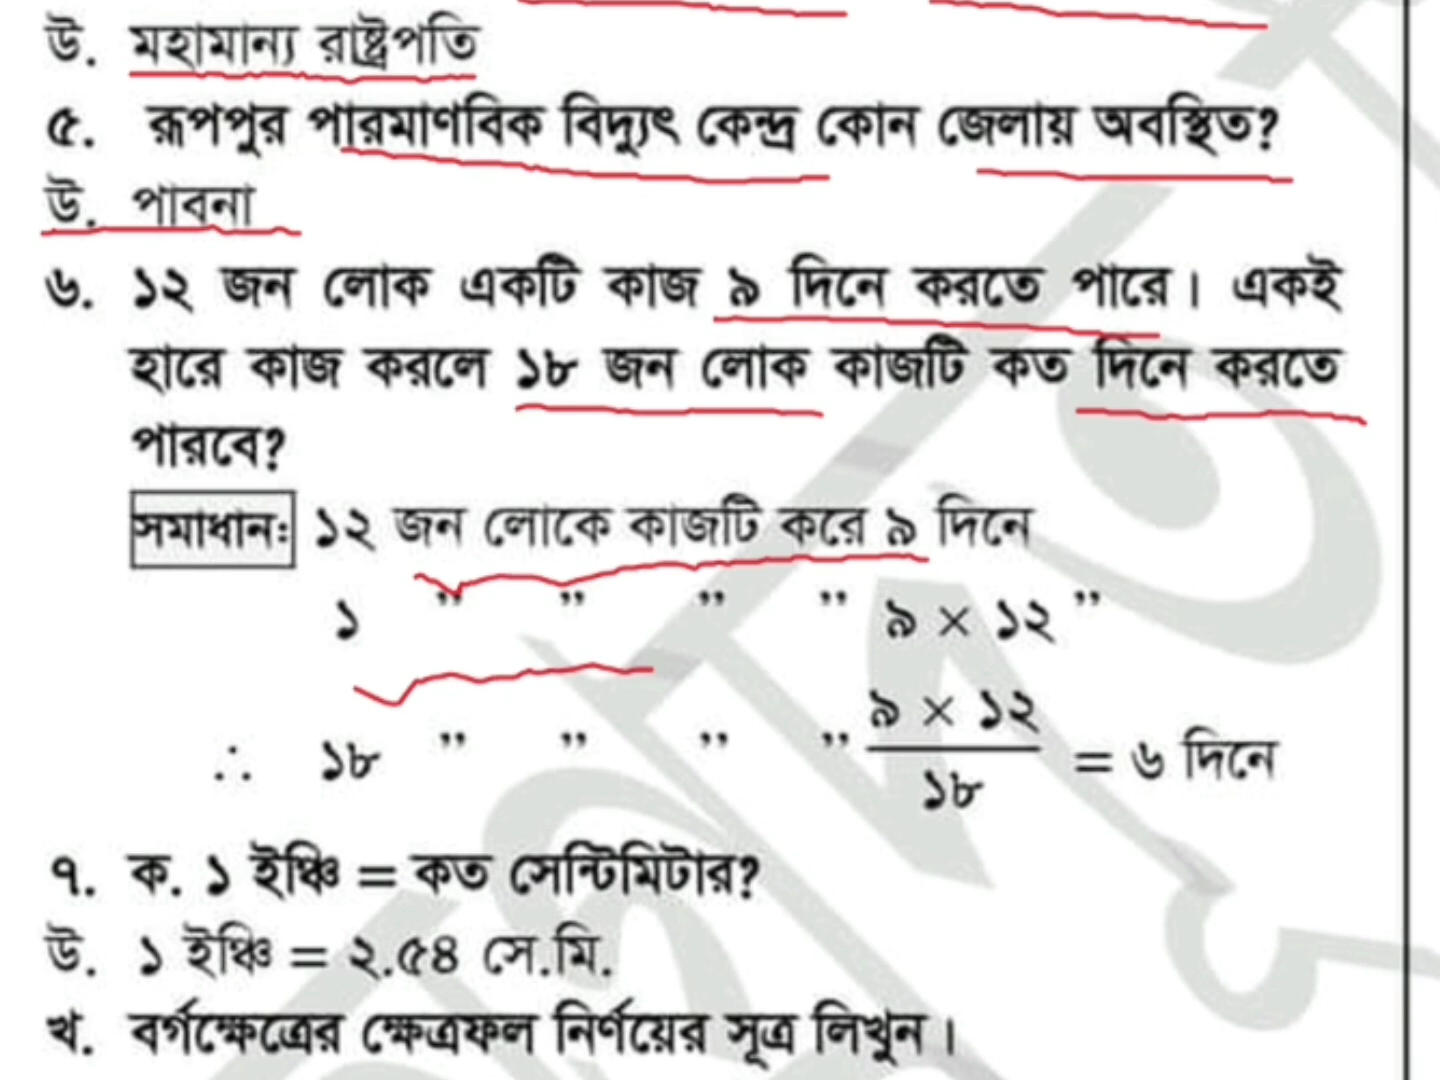 উ. মহামান্য রাষ্ট্রপতি
৫. রূপপুর পারমাণবিক বিদ্যুৎ কেন্দ্র কোন জেলায় অবস্থিত?
উ. পাবনা
৬. ১২ জন লোক একটি কাজ ৯ দিনে করতে পারে। একই
হারে কাজ করলে ১৮ জন লোক কাজটি কত দিনে করতে
পারবে?
সমাধানঃ ১২ জন লোকে কাজটি করে ৯ দিনে
১ ” ” ” ” ৯ × ১২ ”
৯ × ১২
∴ ১৮ ” ” ” ” = ৬ দিনে
১৮
৭. ক. ১ ইঞ্চি = কত সেন্টিমিটার?
উ. ১ ইঞ্চি = ২.৫৪ সে.মি.
খ. বর্গক্ষেত্রের ক্ষেত্রফল নির্ণয়ের সূত্র লিখুন।